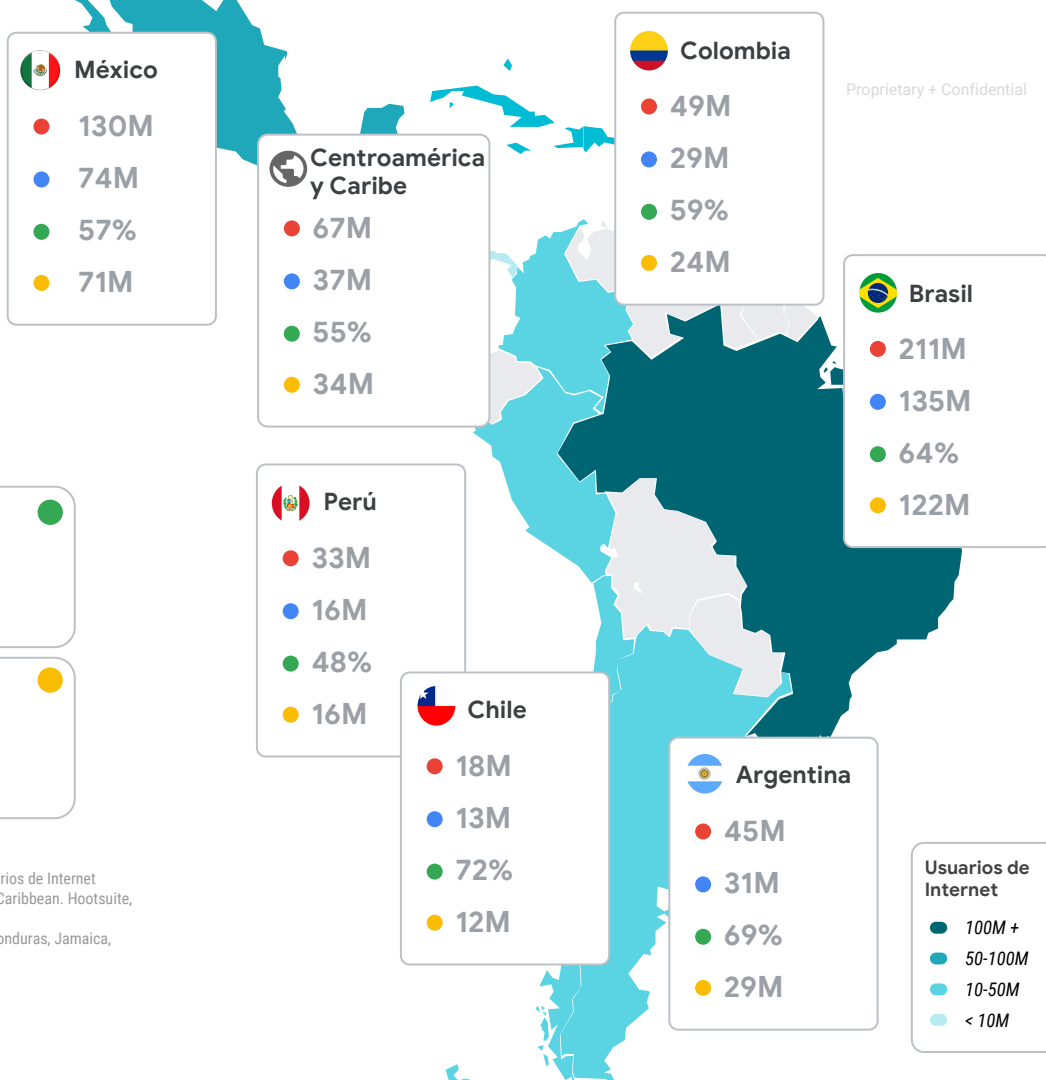 México
130M
74M
57%
71M
Centroamérica
y Caribe
67M
37M
55%
34M
Colombia
49M
29M
59%
24M
Proprietary + Confidential
Brasil
211M
135M
64%
122M
Perú
33M
16M
48%
16M
Chile
18M
13M
72%
12M
Argentina
45M
31M
69%
29M
Usuarios de
Internet
100M +
50-100M
10-50M
< 10M
rios de Internet
Caribbean. Hootsuite,
onduras, Jamaica,